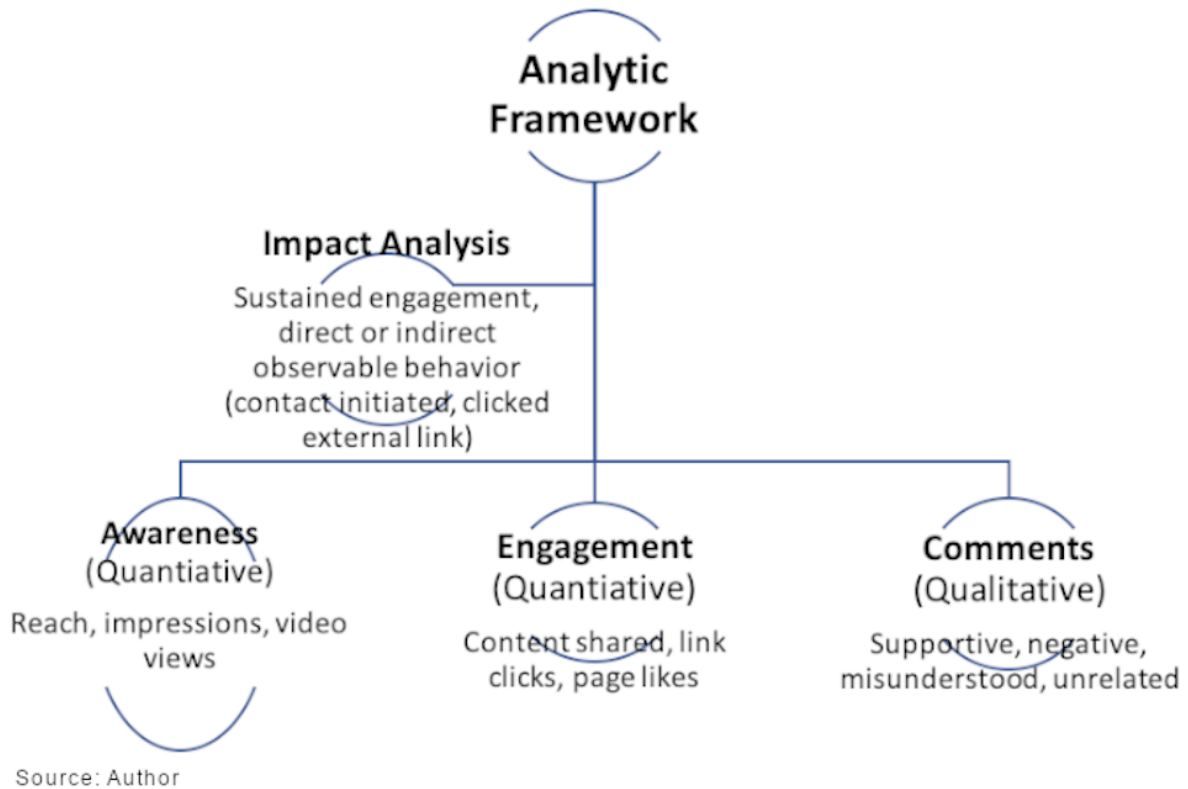 Analytic
Framework
Impact Analysis
Sustained engagement,
direct or indirect
observable behavior
(contact initiated, clicked
external link)
Awareness
(Quantiative)
Reach, impressions, video
views
Engagement
(Quantiative)
Content shared, link
clicks, page likes
Comments
(Qualitative)
Supportive, negative,
misunderstood, unrelated
Source: Author